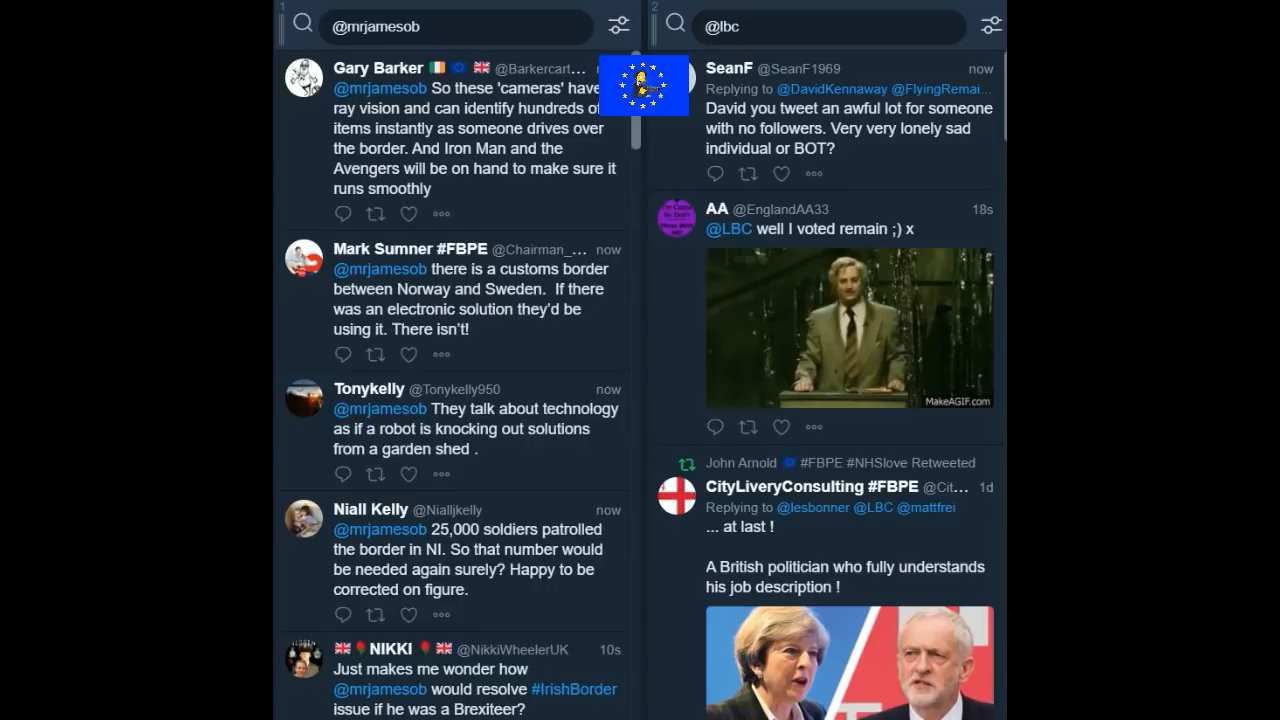 1
@mrjamesob
Gary Barker @Barkercart...
@mrjamesob So these 'cameras' have
ray vision and can identify hundreds of
items instantly as someone drives over
the border. And Iron Man and the
Avengers will be on hand to make sure it
runs smoothly
Mark Sumner #FBPE @Chairman_... now
@mrjamesob there is a customs border
between Norway and Sweden. If there
was an electronic solution they'd be
using it. There isn't!
Tonykelly @Tonykelly950 now
@mrjamesob They talk about technology
as if a robot is knocking out solutions
from a garden shed .
Niall Kelly @Nialljkelly now
@mrjamesob 25,000 soldiers patrolled
the border in NI. So that number would
be needed again surely? Happy to be
corrected on figure.
NIKKI @NikkiWheelerUK 10s
Just makes me wonder how
@mrjamesob would resolve #IrishBorder
issue if he was a Brexiteer?
2
@lbc
SeanF @SeanF1969 now
Replying to @DavidKennaway @FlyingRemai...
David you tweet an awful lot for someone
with no followers. Very very lonely sad
individual or BOT?
AA @EnglandAA33 18s
@LBC well I voted remain ;) x
MakeAGIF.com
John Arnold #FBPE #NHSlove Retweeted
CityLiveryConsulting #FBPE @Cit... 1d
Replying to @lesbonner @LBC @mattfrei
... at last !
A British politician who fully understands
his job description !